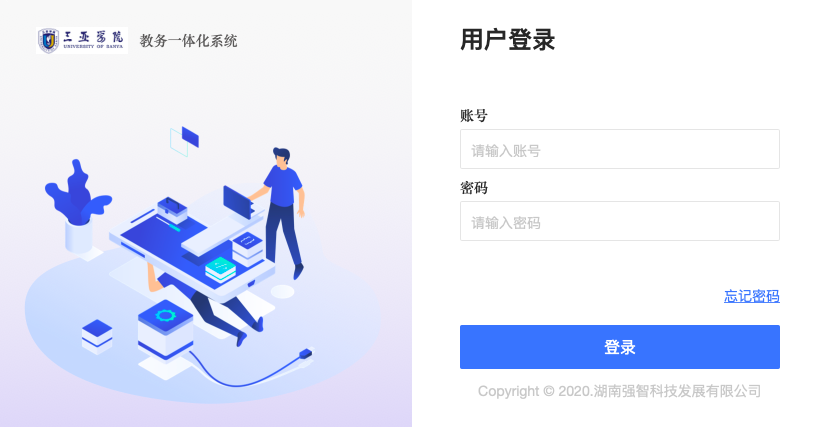 三亚学院
UNIVERSITY OF SANYA
教务一体化系统
用户登录
账号
请输入账号
密码
请输入密码
忘记密码
登录
Copyright © 2020.湖南强智科技发展有限公司